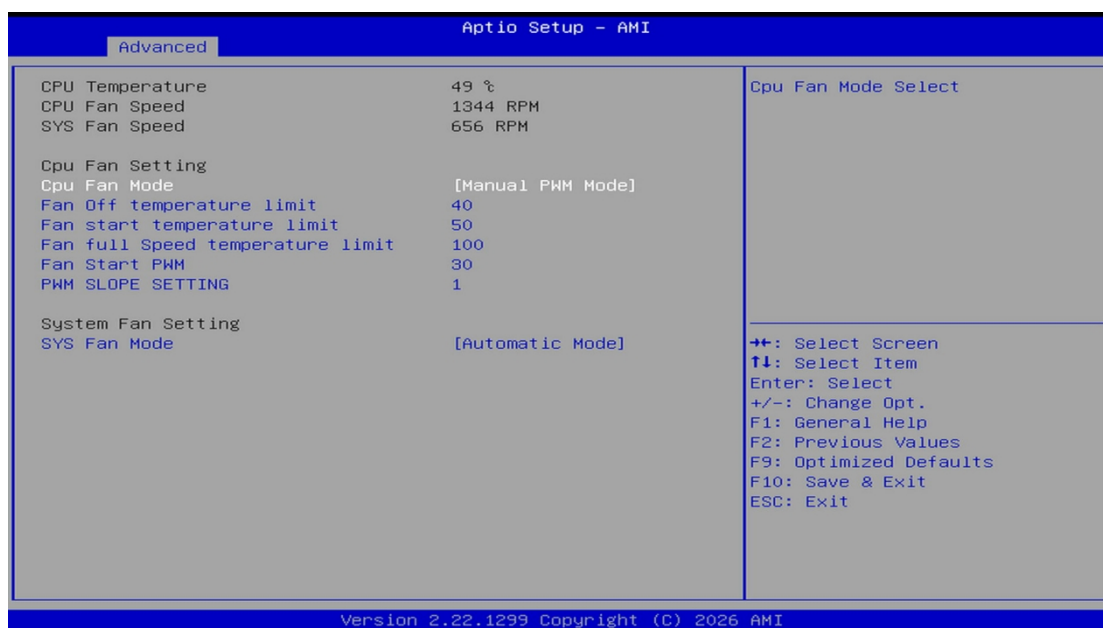 Aptio Setup – AMI
Advanced
CPU Temperature 49 ℃
CPU Fan Speed 1344 RPM
SYS Fan Speed 656 RPM
Cpu Fan Setting
Cpu Fan Mode [Manual PWM Mode]
Fan Off temperature limit 40
Fan start temperature limit 50
Fan full Speed temperature limit 100
Fan Start PWM 30
PWM SLOPE SETTING 1
System Fan Setting
SYS Fan Mode [Automatic Mode]
Cpu Fan Mode Select
→←: Select Screen
↑↓: Select Item
Enter: Select
+/-: Change Opt.
F1: General Help
F2: Previous Values
F9: Optimized Defaults
F10: Save & Exit
ESC: Exit
Version 2.22.1299 Copyright (C) 2026 AMI